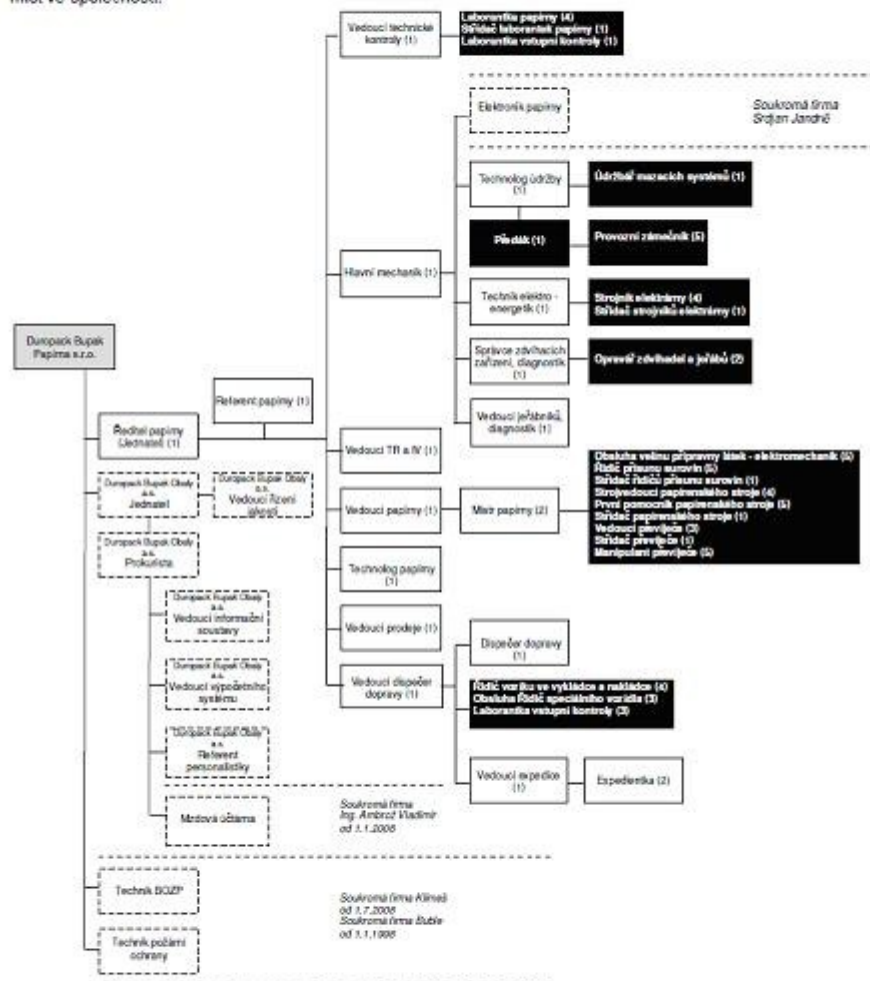 míst ve společnosti.
Vedoucí technické
kontroly (1)
Laborantka papírny (4)
Střídač laborantek papírny (1)
Laborantka vstupní kontroly (1)
Elektronik papírny
Soukromá firma
Srdjan Jandrě
Technolog údržby
(1)
Údržbář mazacích systémů (1)
Předák (1)
Provozní zámečník (5)
Hlavní mechanik (1)
Technik elektro -
energetik (1)
Strojník elektrárny (4)
Střídač strojníků elektrárny (1)
Duropack Bupak
Papírna s.r.o.
Správce zdvihacích
zařízení, diagnostik
(1)
Opravář zdvihadel a jeřábů (2)
Referent papírny (1)
Vedoucí jeřábníků,
diagnostik (1)
Ředitel papírny
(Jednatel) (1)
Vedoucí TR a IV (1)
Duropack Bupak Obaly
a.s.
Jednatel
Duropack Bupak Obaly
a.s.
Vedoucí řízení
jakosti
Vedoucí papírny (1)
Mistr papírny (2)
Obsluha velínu přípravny látek - elektromechanik (5)
Řidič přísunu surovin (5)
Střídač řidičů přísunu surovin (1)
Strojvedoucí papírenského stroje (4)
První pomocník papírenského stroje (5)
Střídač papírenského stroje (1)
Vedoucí převíječe (3)
Střídač převíječe (1)
Manipulant převíječe (5)
Duropack Bupak Obaly
a.s.
Prokurista
Technolog papírny
(1)
Duropack Bupak Obaly
a.s.
Vedoucí informační
soustavy
Vedoucí prodeje (1)
Dispečer dopravy
(1)
Duropack Bupak Obaly
a.s.
Vedoucí výpočetního
systému
Vedoucí dispečer
dopravy (1)
Řidič vozíku ve vykládce a nakládce (4)
Obsluha Řidič speciálního vozidla (3)
Laborantka vstupní kontroly (3)
Duropack Bupak Obaly
a.s.
Referent
personalistiky
Vedoucí expedice
(1)
Expedientka (2)
Mzdová účtárna
Soukromá firma
Ing. Ambrož Vladimír
od 1.1.2008
Technik BOZP
Soukromá firma Klimeš
od 1.7.2008
Soukromá firma Buble
od 1.1.1998
Technik požární
ochrany